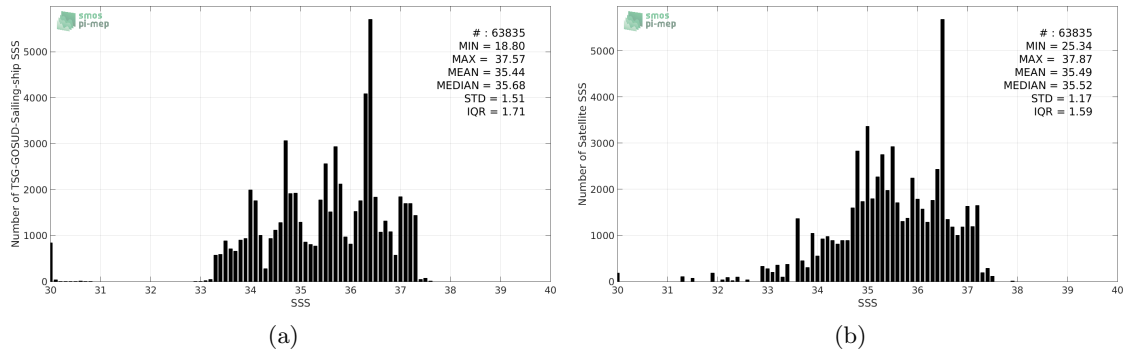 smos
pi-mep
Number of TSG-GOSUD-Sailing-ship SSS
5000
4000
3000
2000
1000
0
# : 63835
MIN = 18.80
MAX = 37.57
MEAN = 35.44
MEDIAN = 35.68
STD = 1.51
IQR = 1.71
30 31 32 33 34 35 36 37 38 39 40
SSS
(a)
smos
pi-mep
Number of Satellite SSS
5000
4000
3000
2000
1000
0
# : 63835
MIN = 25.34
MAX = 37.87
MEAN = 35.49
MEDIAN = 35.52
STD = 1.17
IQR = 1.59
30 31 32 33 34 35 36 37 38 39 40
SSS
(b)